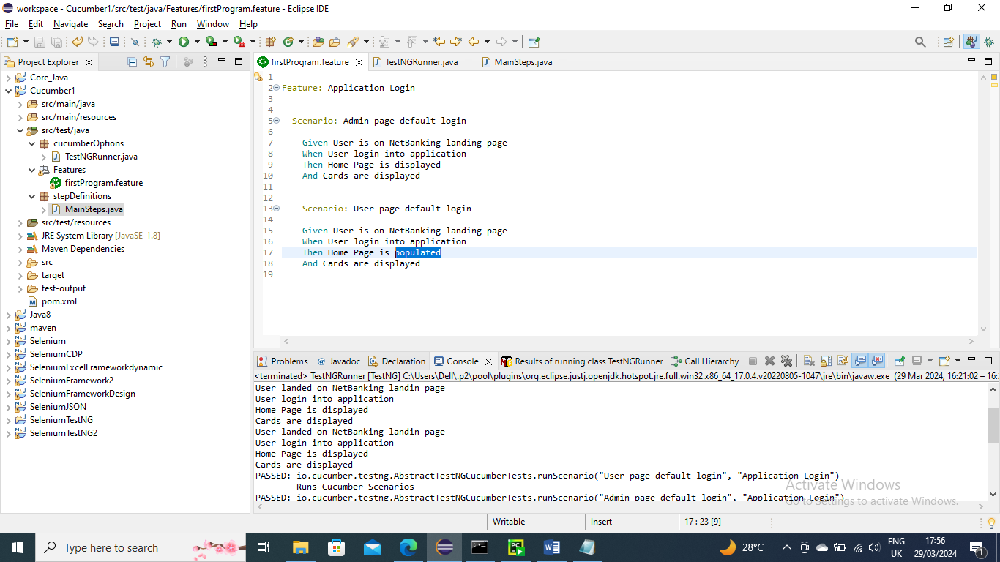 workspace - Cucumber1/src/test/java/Features/firstProgram.feature - Eclipse IDE
File Edit Navigate Search Project Run Window Help
Project Explorer
firstProgram.feature
TestNGRunner.java
MainSteps.java
Core_Java
Cucumber1
src/main/java
src/main/resources
src/test/java
cucumberOptions
TestNGRunner.java
Features
firstProgram.feature
stepDefinitions
MainSteps.java
src/test/resources
JRE System Library [JavaSE-1.8]
Maven Dependencies
src
target
test-output
pom.xml
Java8
maven
Selenium
SeleniumCDP
SeleniumExcelFrameworkdynamic
SeleniumFramework2
SeleniumFrameworkDesign
SeleniumJSON
SeleniumTestNG
SeleniumTestNG2
1
2 Feature: Application Login
3
4
5 Scenario: Admin page default login
6
7 Given User is on NetBanking landing page
8 When User login into application
9 Then Home Page is displayed
10 And Cards are displayed
11
12
13 Scenario: User page default login
14
15 Given User is on NetBanking landing page
16 When User login into application
17 Then Home Page is populated
18 And Cards are displayed
19
Problems @ Javadoc Declaration Console Results of running class TestNGRunner Call Hierarchy
<terminated> TestNGRunner [TestNG] C:\Users\Dell\.p2\pool\plugins\org.eclipse.justj.openjdk.hotspot.jre.full.win32.x86_64_17.0.4.v20220805-1047\jre\bin\javaw.exe (29 Mar 2024, 16:21:02 – 16:
User landed on NetBanking landin page
User login into application
Home Page is displayed
Cards are displayed
User landed on NetBanking landin page
User login into application
Home Page is displayed
Cards are displayed
PASSED: io.cucumber.testng.AbstractTestNGCucumberTests.runScenario("User page default login", "Application Login")
Runs Cucumber Scenarios
PASSED: io.cucumber.testng.AbstractTestNGCucumberTests.runScenario("Admin page default login", "Application Login")
Activate Windows
Go to Settings to activate Windows.
Writable
Insert
17 : 23 [9]
Type here to search
28°C
ENG
UK
17:56
29/03/2024
1